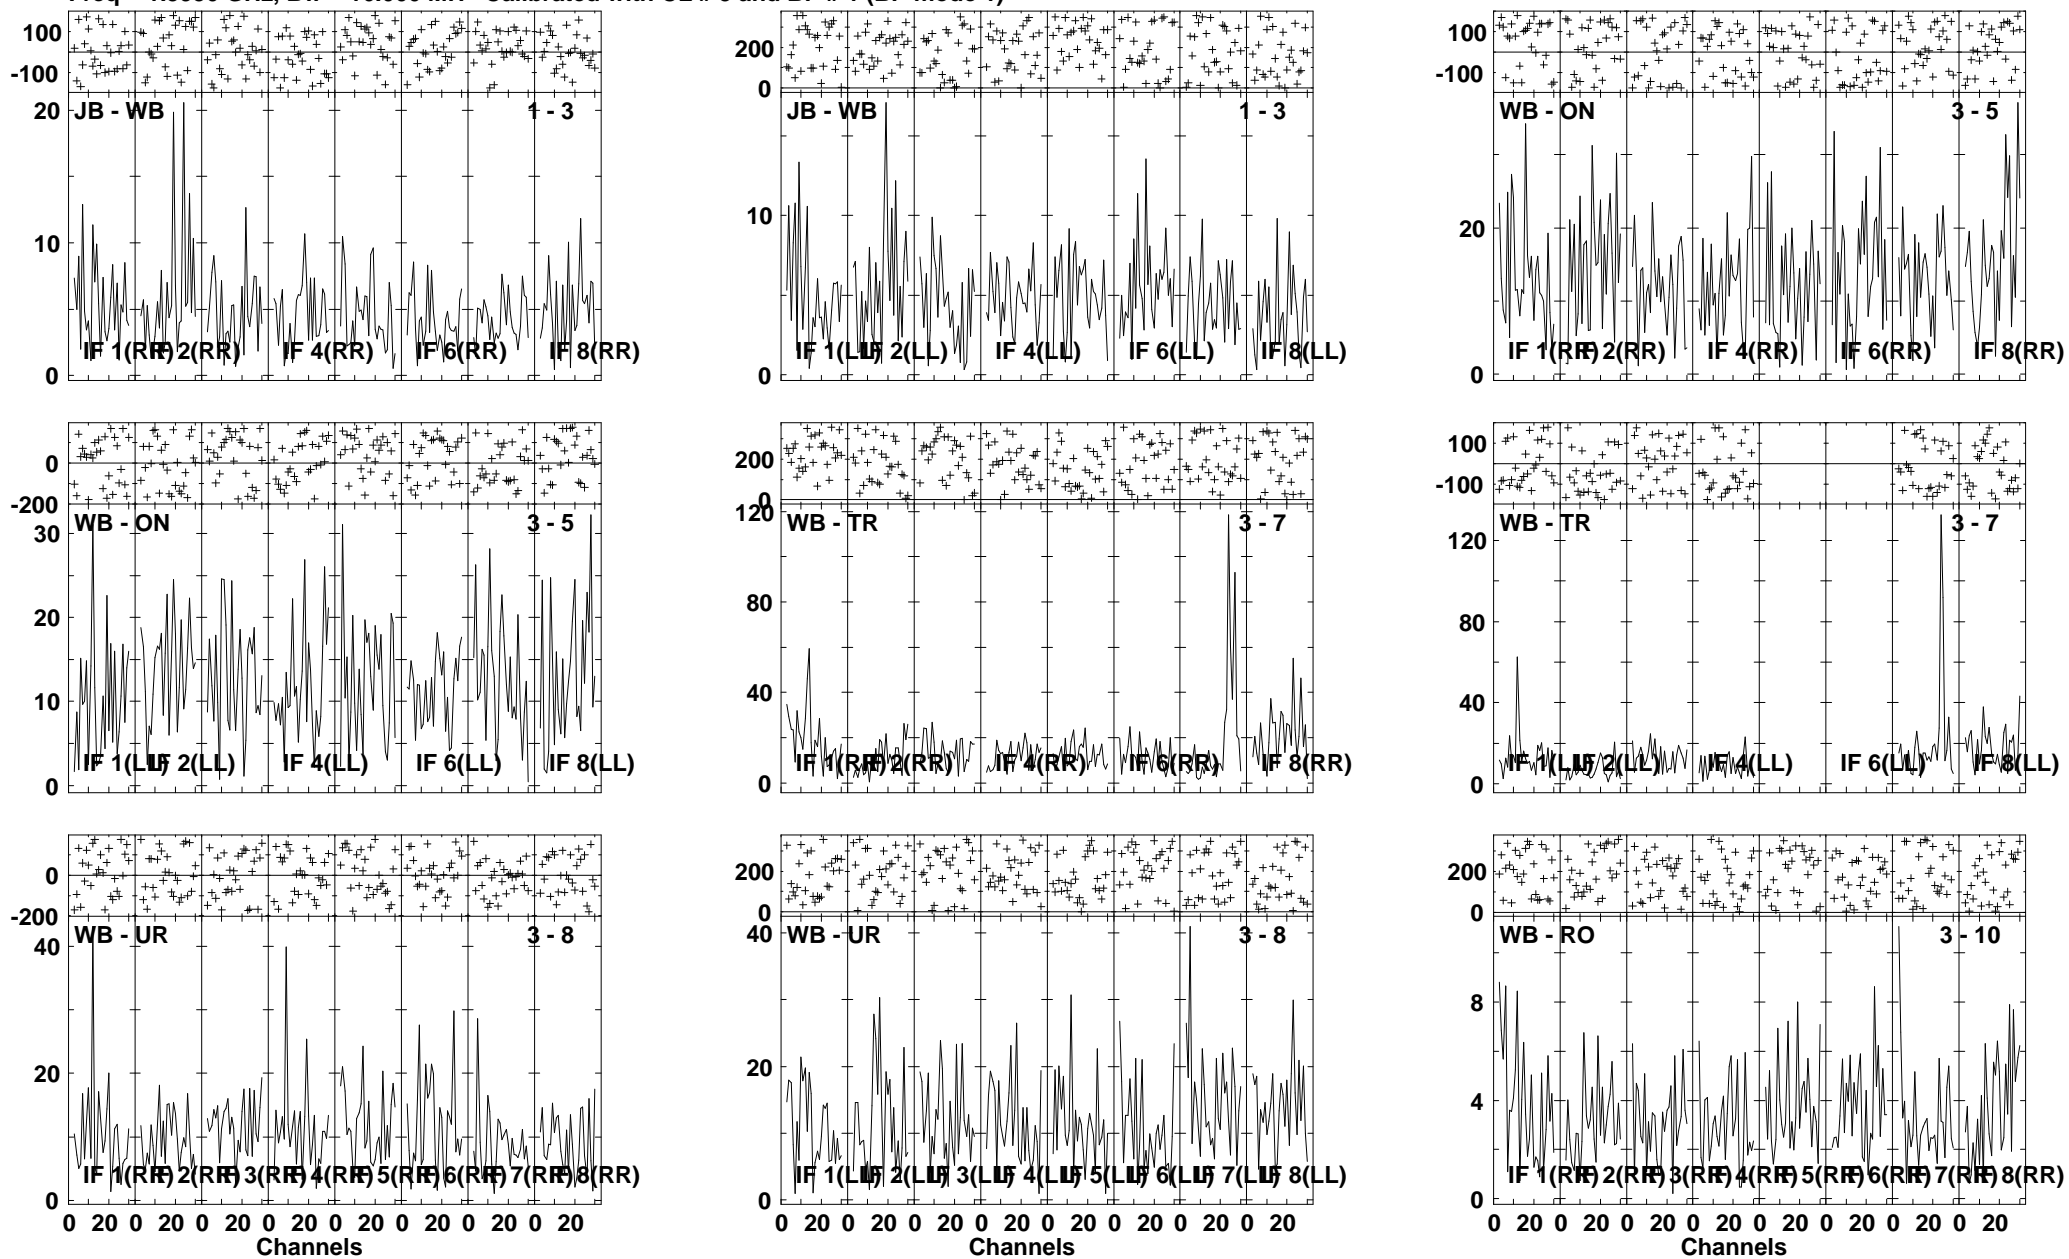 100
-100
20
10
0
JB - WB
1 - 3
IF 1(RR)
IF 2(RR)
IF 4(RR)
IF 6(RR)
IF 8(RR)
200
0
10
0
JB - WB
1 - 3
IF 1(LL)
IF 2(LL)
IF 4(LL)
IF 6(LL)
IF 8(LL)
100
-100
20
0
WB - ON
3 - 5
IF 1(RR)
IF 2(RR)
IF 4(RR)
IF 6(RR)
IF 8(RR)
0
-200
30
20
10
0
WB - ON
3 - 5
IF 1(LL)
IF 2(LL)
IF 4(LL)
IF 6(LL)
IF 8(LL)
200
0
120
80
40
0
WB - TR
3 - 7
IF 1(RR)
IF 2(RR)
IF 4(RR)
IF 6(RR)
IF 8(RR)
100
-100
120
80
40
0
WB - TR
3 - 7
IF 1(LL)
IF 2(LL)
IF 4(LL)
IF 6(LL)
IF 8(LL)
0
-200
40
20
0
WB - UR
3 - 8
IF 1(RR)
IF 2(RR)
IF 3(RR)
IF 4(RR)
IF 5(RR)
IF 6(RR)
IF 7(RR)
IF 8(RR)
0 20 0 20 0 20 0 20 0 20 0 20 0 20 0 20
Channels
200
0
40
20
0
WB - UR
3 - 8
IF 1(LL)
IF 2(LL)
IF 3(LL)
IF 4(LL)
IF 5(LL)
IF 6(LL)
IF 7(LL)
IF 8(LL)
0 20 0 20 0 20 0 20 0 20 0 20 0 20 0 20
Channels
200
0
8
4
0
WB - RO
3 - 10
IF 1(RR)
IF 2(RR)
IF 3(RR)
IF 4(RR)
IF 5(RR)
IF 6(RR)
IF 7(RR)
IF 8(RR)
0 20 0 20 0 20 0 20 0 20 0 20 0 20 0 20
Channels